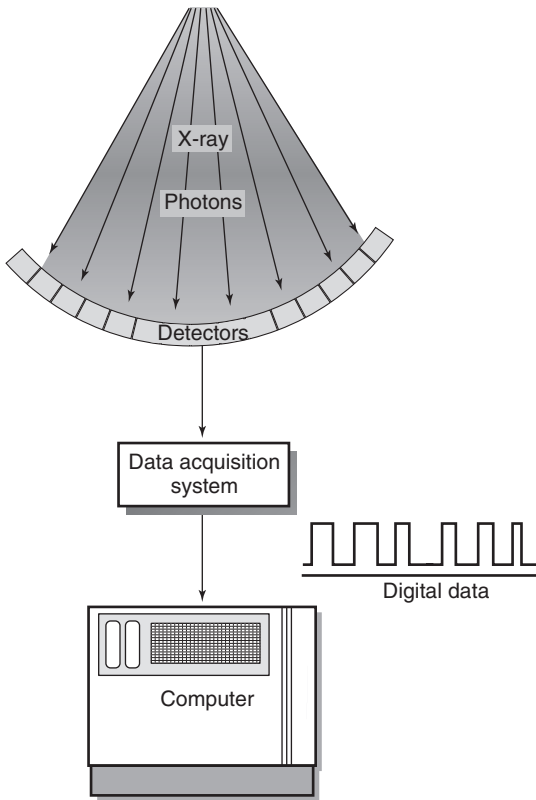 X-ray
Photons
Detectors
Data acquisition
system
Digital data
Computer